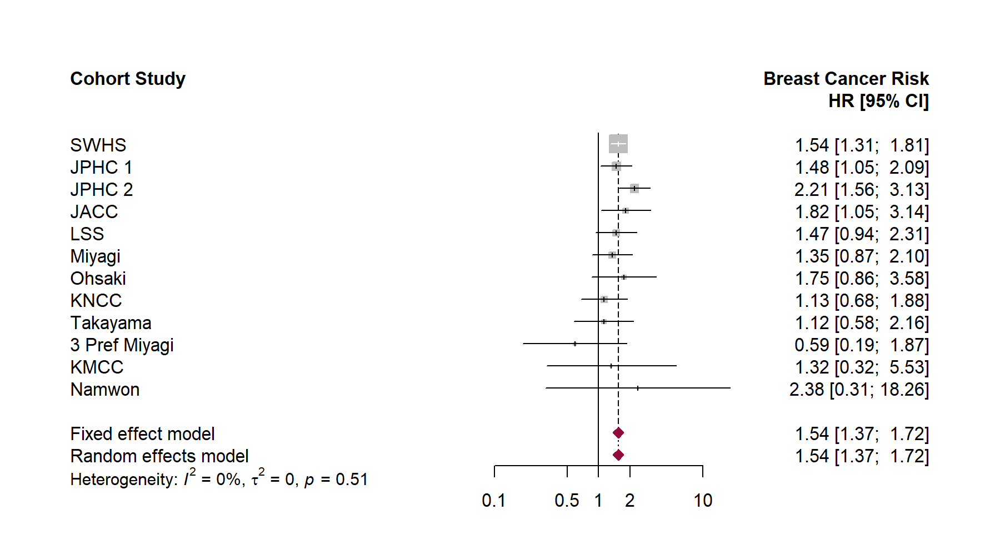 Cohort Study
Breast Cancer Risk
HR [95% CI]
SWHS 1.54 [1.31; 1.81]
JPHC 1 1.48 [1.05; 2.09]
JPHC 2 2.21 [1.56; 3.13]
JACC 1.82 [1.05; 3.14]
LSS 1.47 [0.94; 2.31]
Miyagi 1.35 [0.87; 2.10]
Ohsaki 1.75 [0.86; 3.58]
KNCC 1.13 [0.68; 1.88]
Takayama 1.12 [0.58; 2.16]
3 Pref Miyagi 0.59 [0.19; 1.87]
KMCC 1.32 [0.32; 5.53]
Namwon 2.38 [0.31; 18.26]
Fixed effect model 1.54 [1.37; 1.72]
Random effects model 1.54 [1.37; 1.72]
Heterogeneity: I² = 0%, τ² = 0, p = 0.51
0.1 0.5 1 2 10